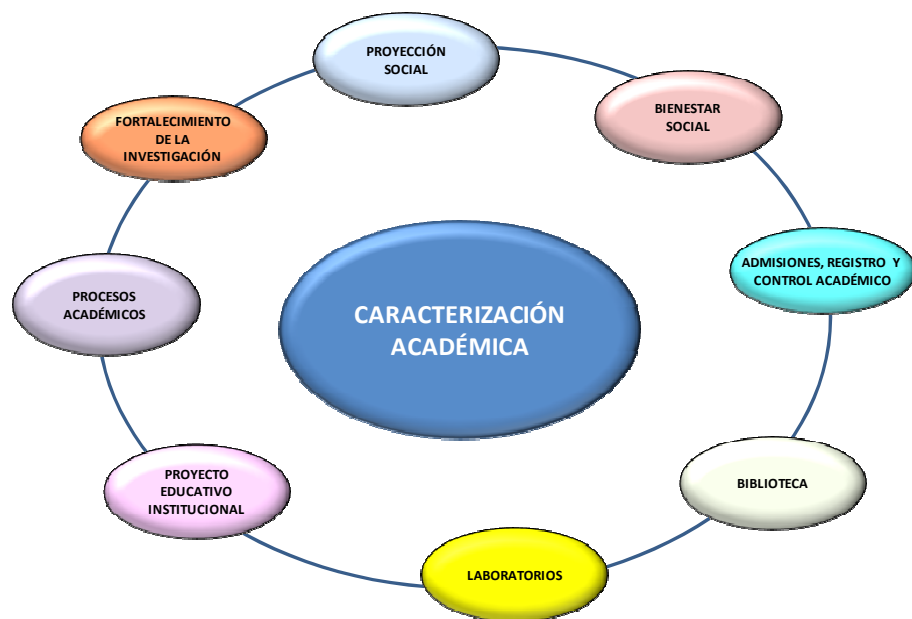 PROYECCIÓN
SOCIAL
BIENESTAR
SOCIAL
FORTALECIMIENTO
DE LA
INVESTIGACIÓN
ADMISIONES, REGISTRO Y
CONTROL ACADÉMICO
PROCESOS
ACADÉMICOS
CARACTERIZACIÓN
ACADÉMICA
PROYECTO
EDUCATIVO
INSTITUCIONAL
BIBLIOTECA
LABORATORIOS